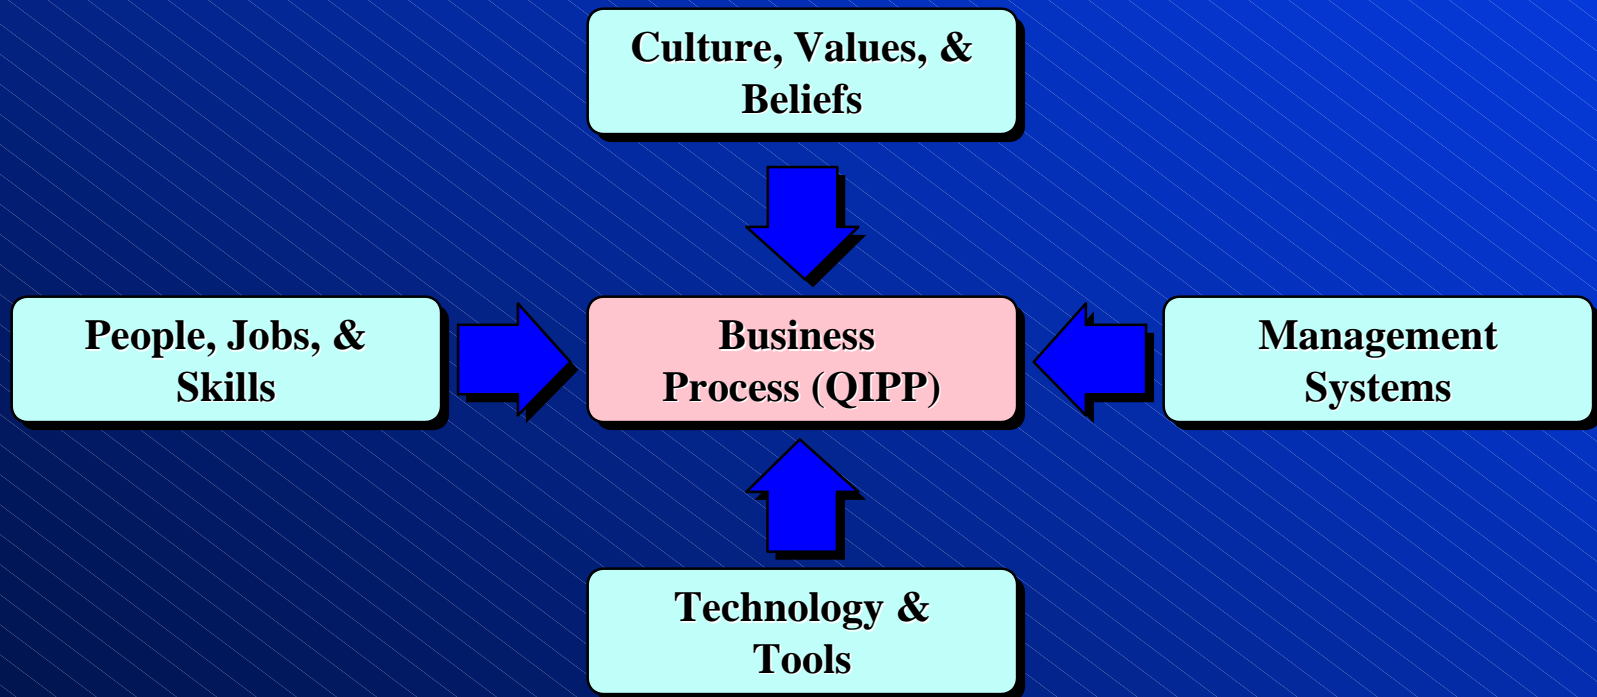 Culture, Values, &
Beliefs
People, Jobs, &
Skills
Business
Process (QIPP)
Management
Systems
Technology &
Tools